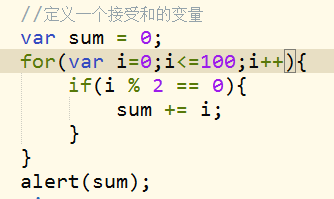 //定义一个接受和的变量
var sum = 0;
for(var i=0;i<=100;i++){
if(i % 2 == 0){
sum += i;
}
}
alert(sum);